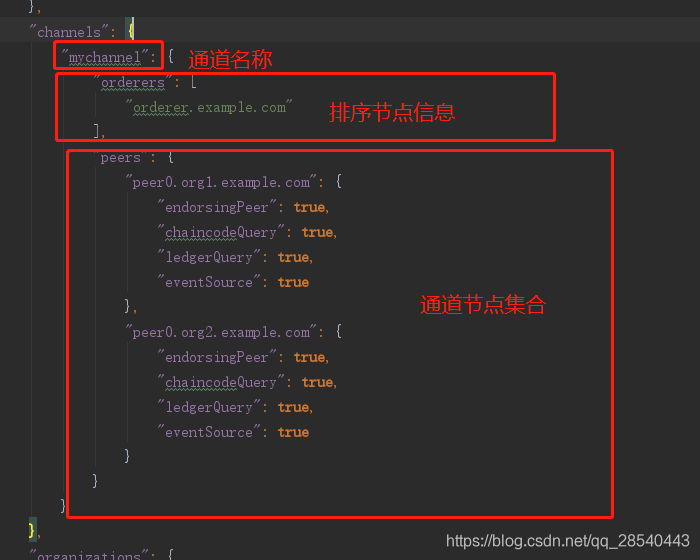 },
"channels": {
"mychannel": { 通道名称
"orderers": [
"orderer.example.com" 排序节点信息
],
"peers": {
"peer0.org1.example.com": {
"endorsingPeer": true,
"chaincodeQuery": true,
"ledgerQuery": true,
"eventSource": true
}, 通道节点集合
"peer0.org2.example.com": {
"endorsingPeer": true,
"chaincodeQuery": true,
"ledgerQuery": true,
"eventSource": true
}
}
}
},
"organizations": {
https://blog.csdn.net/qq_28540443